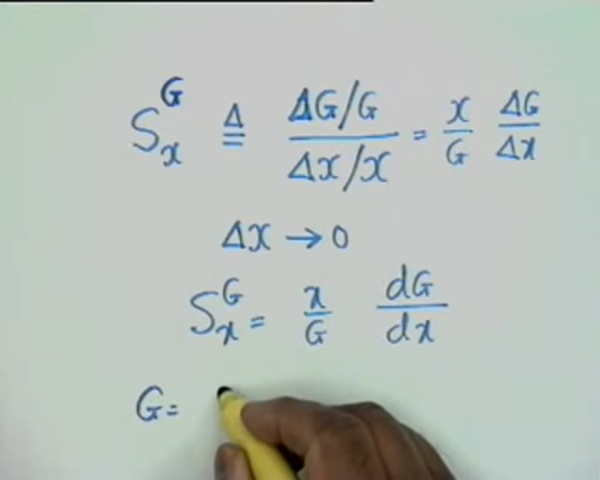 S_x^G ≜ (ΔG/G)/(Δx/x) = x/G ΔG/Δx
Δx → 0
S_x^G = x/G dG/dx
G =